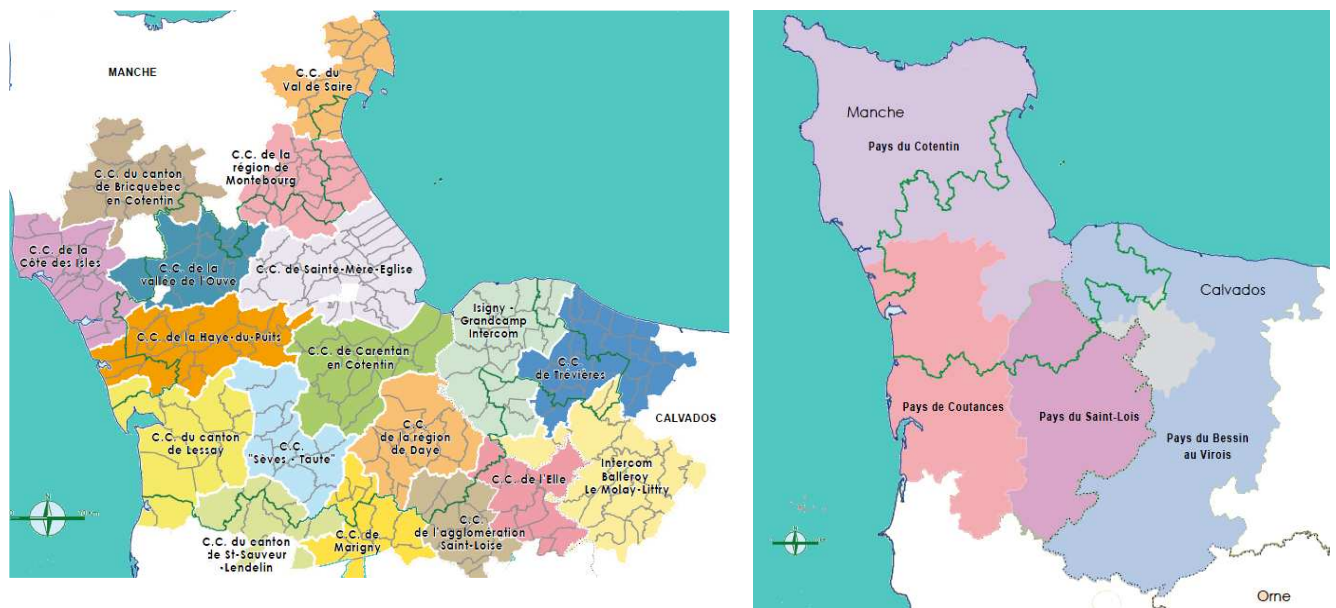 MANCHE
C.C. du
Val de Saire
C.C. de la
région de
Montebourg
C.C. du canton
de Bricquebec
en Cotentin
C.C. de la
Côte des Isles
C.C. de la
vallée de l'Ouve
C.C. de Sainte-Mère-Eglise
Isigny -
Grandcamp
Intercom
C.C. de la Haye-du-Puits
C.C. de Carentan
en Cotentin
C.C
de Trévières
CALVADOS
C.C. du canton
de Lessay
C.C.
"Sèves - Taute"
C.C.
de la région
de Daye
C.C. de l'Elle
Intercom
Balleroy
Le Molay-Littry
N
C.C. du canton
de St-Sauveur
-Lendelin
C.C. de
Marigny
C.C.
de l'agglomération
Saint-Loise
Manche
Pays du Cotentin
Calvados
Pays de Coutances
Pays du Saint-Lois
Pays du Bessin
au Virois
N
Orne